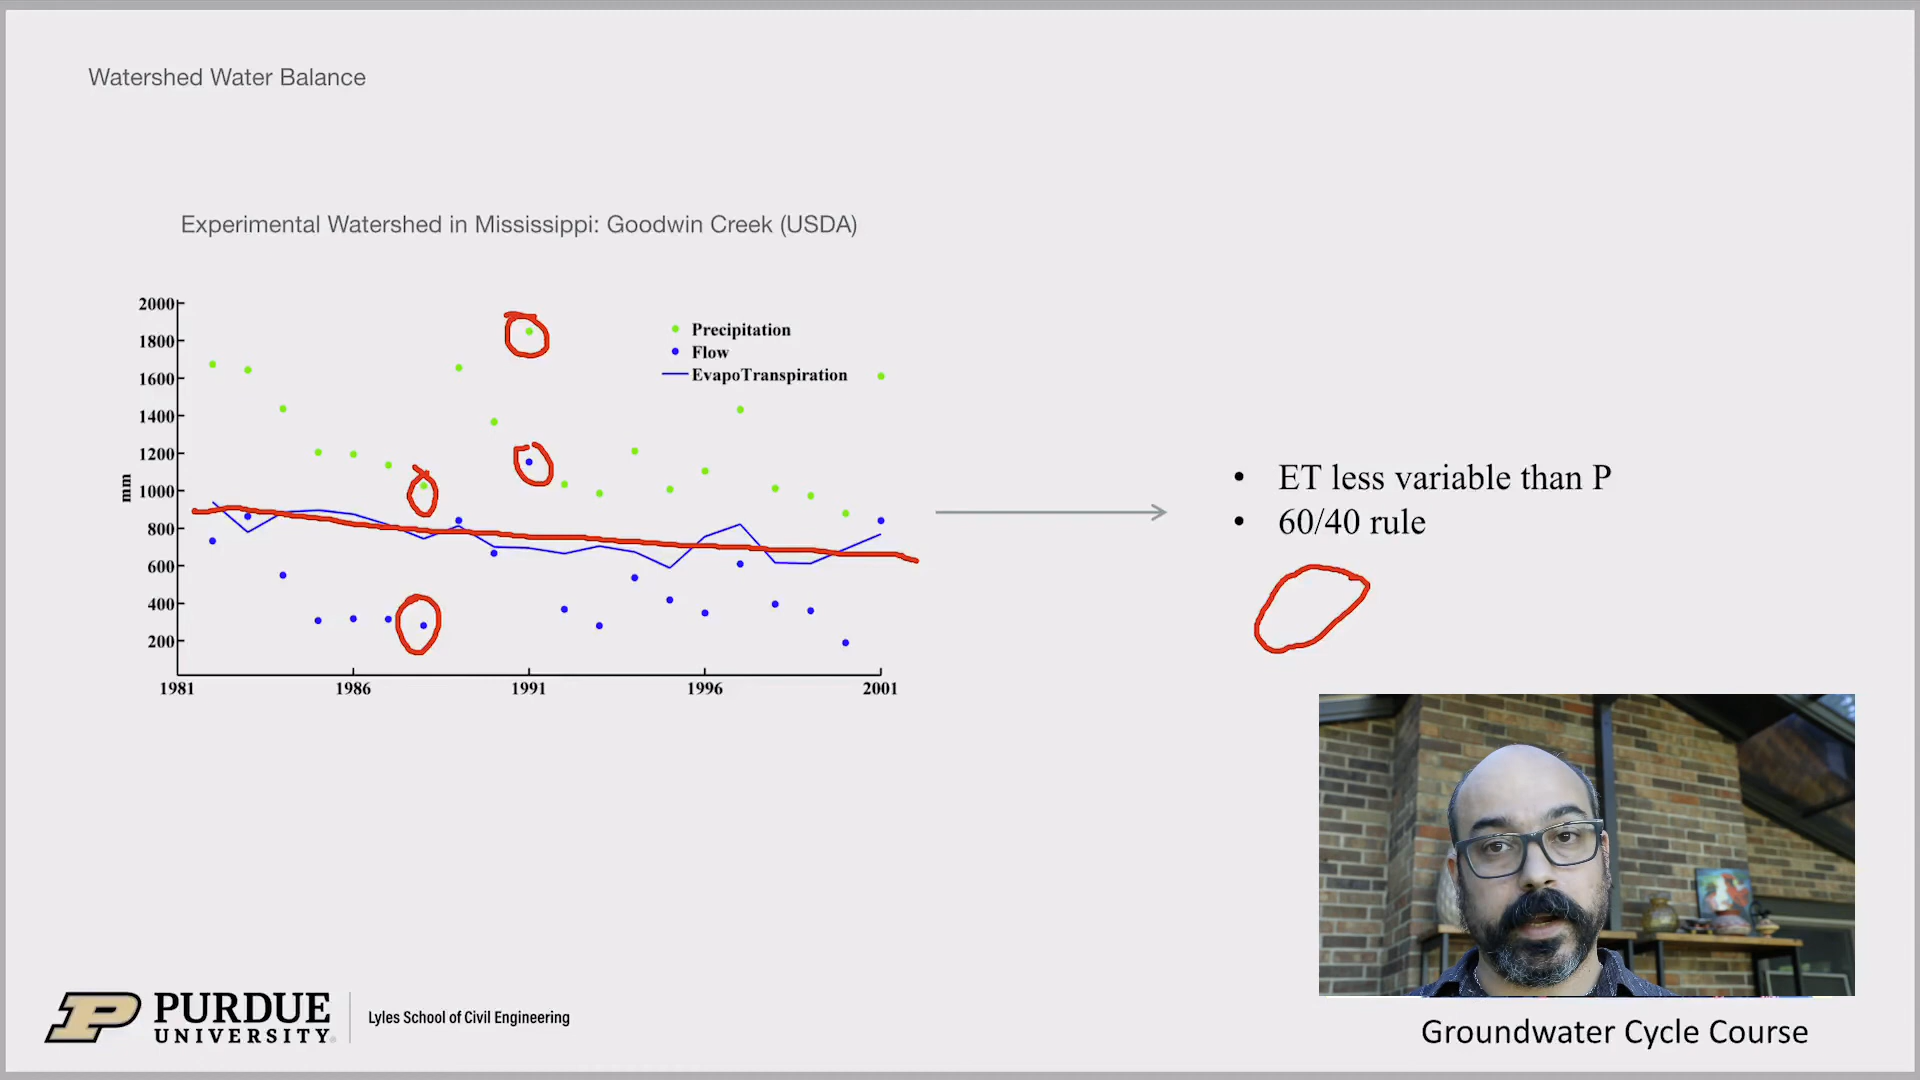 Watershed Water Balance
Experimental Watershed in Mississippi: Goodwin Creek (USDA)
2000
1800
1600
1400
1200
1000
800
600
400
200
mm
1981
1986
1991
1996
2001
Precipitation
Flow
EvapoTranspiration
• ET less variable than P
• 60/40 rule
PURDUE
UNIVERSITY
Lyles School of Civil Engineering
Groundwater Cycle Course